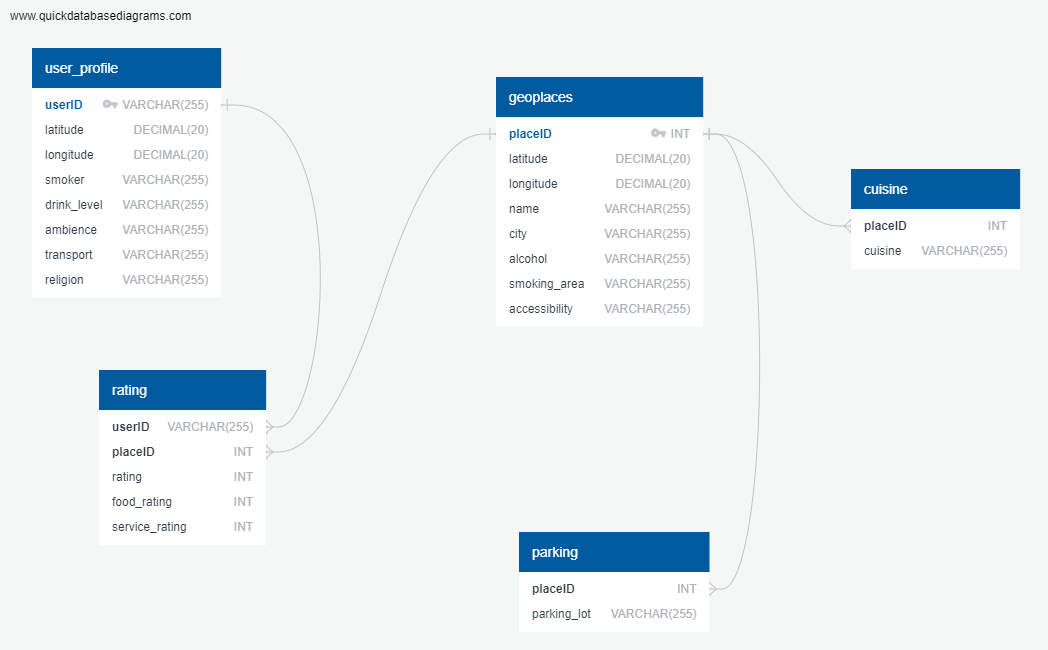 www.quickdatabasediagrams.com
user_profile
userID VARCHAR(255)
latitude DECIMAL(20)
longitude DECIMAL(20)
smoker VARCHAR(255)
drink_level VARCHAR(255)
ambience VARCHAR(255)
transport VARCHAR(255)
religion VARCHAR(255)
geoplaces
placeID INT
latitude DECIMAL(20)
longitude DECIMAL(20)
name VARCHAR(255)
city VARCHAR(255)
alcohol VARCHAR(255)
smoking_area VARCHAR(255)
accessibility VARCHAR(255)
cuisine
placeID INT
cuisine VARCHAR(255)
rating
userID VARCHAR(255)
placeID INT
rating INT
food_rating INT
service_rating INT
parking
placeID INT
parking_lot VARCHAR(255)